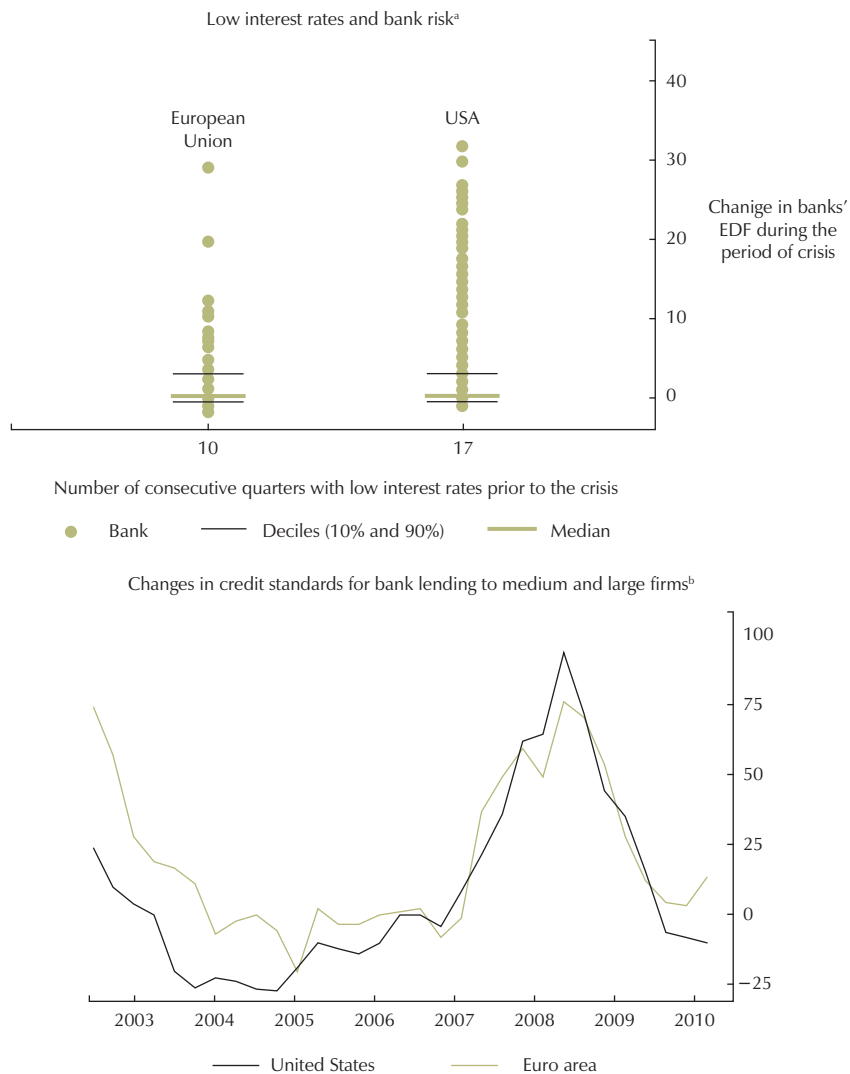 Low interest rates and bank riskᵃ
European
Union
USA
40
30
20
10
0
Chanige in banks’
EDF during the
period of crisis
10
17
Number of consecutive quarters with low interest rates prior to the crisis
Bank
Deciles (10% and 90%)
Median
Changes in credit standards for bank lending to medium and large firmsᵇ
100
75
50
25
0
−25
2003
2004
2005
2006
2007
2008
2009
2010
United States
Euro area